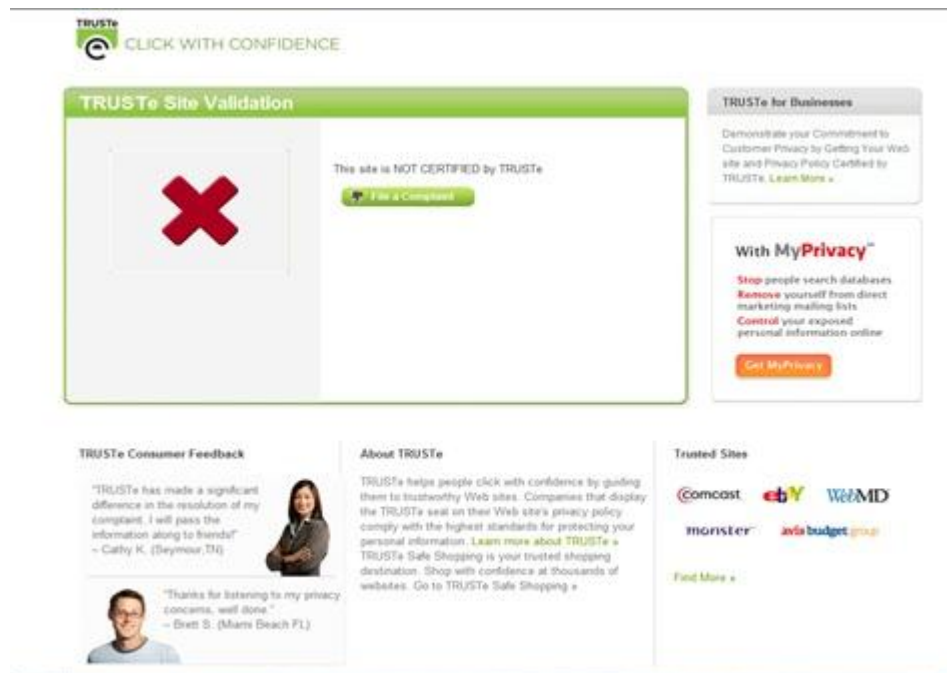 TRUSTe
CLICK WITH CONFIDENCE
TRUSTe Site Validation
This site is NOT CERTIFIED by TRUSTe
File a Complaint
TRUSTe for Businesses
Demonstrate your Commitment to
Customer Privacy by Getting Your Web
site and Privacy Policy Certified by
TRUSTe. Learn More »
With MyPrivacy™
Stop people search databases
Remove yourself from direct
marketing mailing lists
Control your exposed
personal information online
Get MyPrivacy
TRUSTe Consumer Feedback
"TRUSTe has made a significant
difference in the resolution of my
complaint. I will pass the
information along to friends!"
– Cathy K. (Seymour,TN)
"Thanks for listening to my privacy
concerns, well done."
– Brett S. (Miami Beach FL)
About TRUSTe
TRUSTe helps people click with confidence by guiding
them to trustworthy Web sites. Companies that display
the TRUSTe seal on their Web site's privacy policy
comply with the highest standards for protecting your
personal information. Learn more about TRUSTe »
TRUSTe Safe Shopping is your trusted shopping
destination. Shop with confidence at thousands of
websites. Go to TRUSTe Safe Shopping »
Trusted Sites
Comcast ebY WebMD
monster avis budget group
Find More »